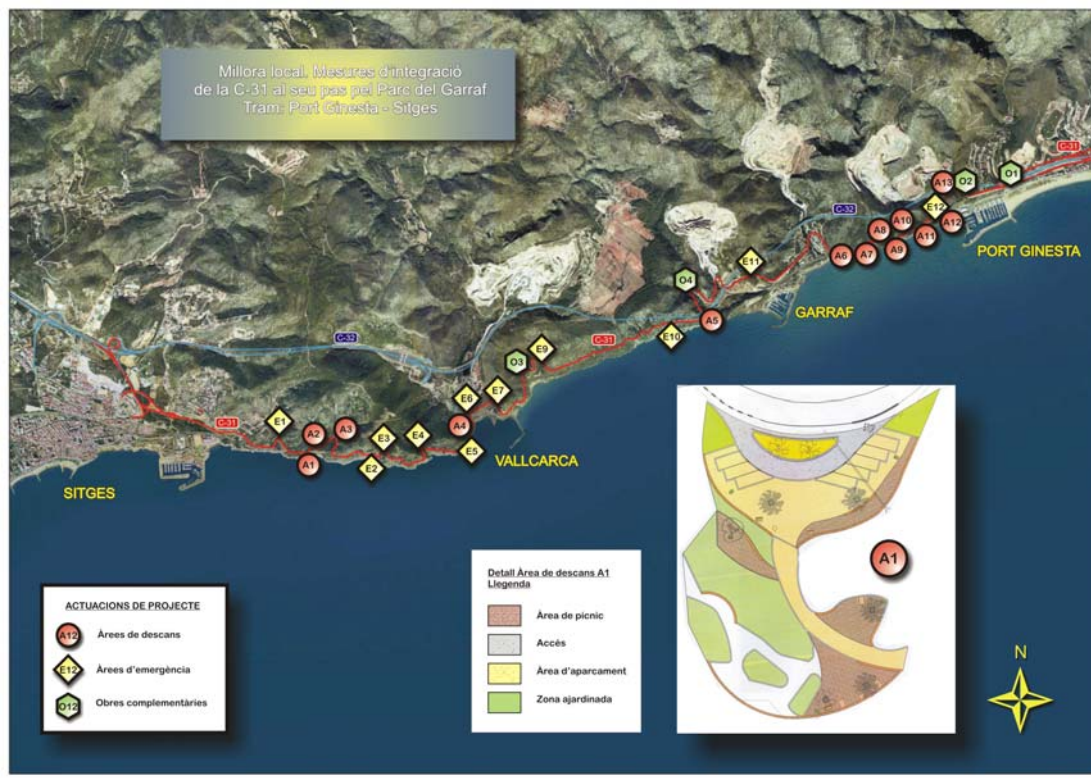 Millora local. Mesures d'integració
de la C-31 al seu pas pel Parc del Garraf
Tram: Port Ginesta - Sitges
C-31
O1
O2
A13
E12
A12
A10
A8
A11
A9
A7
A6
C-32
PORT GINESTA
E11
O4
GARRAF
A5
E10
C-31
C-32
E9
O3
E7
E6
A4
E5
VALLCARCA
E4
E3
E2
A3
A2
A1
E1
C-31
SITGES
A1
Detall Àrea de descans A1
Llegenda
Àrea de picnic
Accés
Àrea d'aparcament
Zona ajardinada
ACTUACIONS DE PROJECTE
A12 Àrees de descans
E12 Àrees d'emergència
O12 Obres complementàries
N